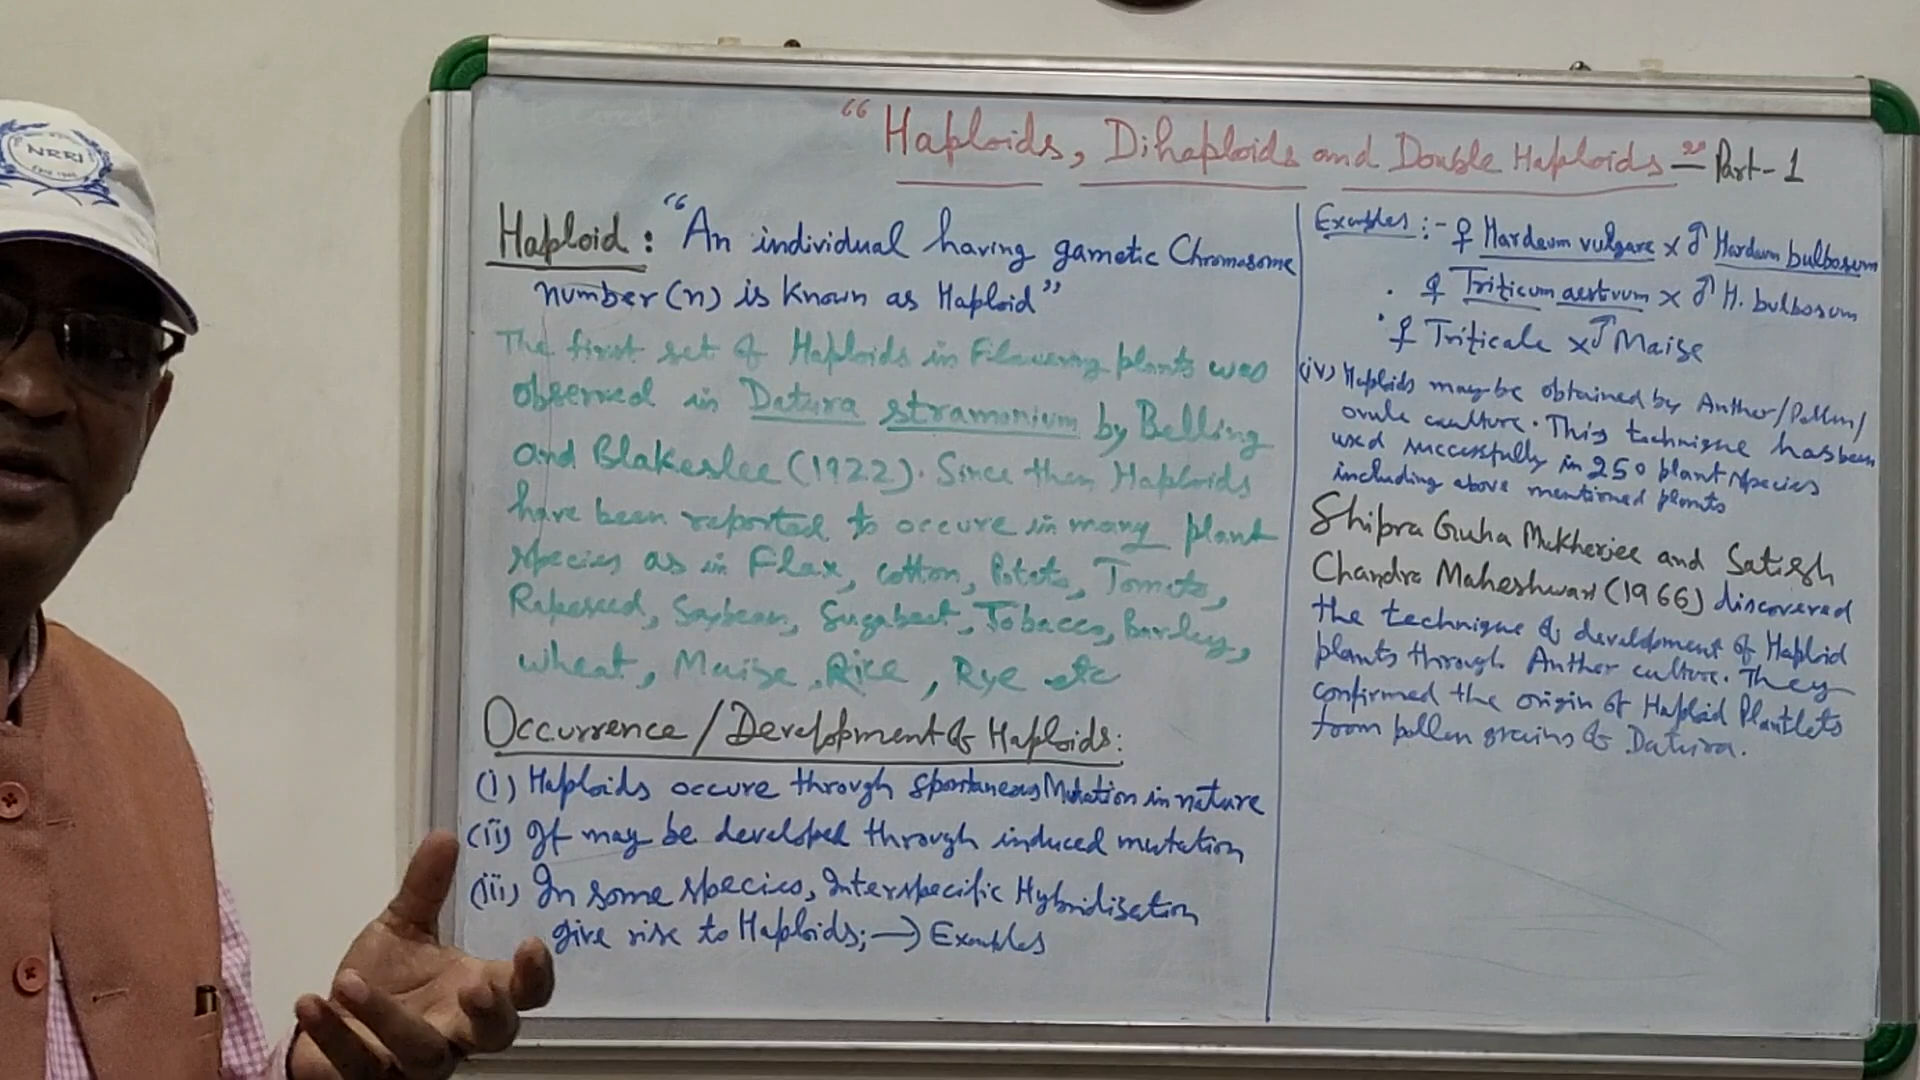 NRRI
“Haploids, Dihaploids and Double Haploids” – Part-1
Haploid: “An individual having gametic Chromosome
number (n) is known as Haploid”
The first set of Haploids in Flowering plants was
observed in Datura stramonium by Belling
and Blakeslee (1922). Since then Haploids
have been reported to occure in many plant
species as in Flax, cotton, Potato, Tomato,
Rapeseed, Soybean, Sugabeet, Tobacco, Barley,
wheat, Maize, Rice, Rye etc
Occurrence / Development of Haploids:
(i) Haploids occure through spontaneous Mutation in nature
(ii) It may be developed through induced mutation
(iii) In some species, Interspecific Hybridisation
give rise to Haploids; → Examples
Examples :- ♀ Hardeum vulgare x ♂ Hardeum bulbosum
. ♀ Triticum aestivum x ♂ H. bulbosum
. ♀ Triticale x ♂ Maize
(iv) Haploids may be obtained by Anther/Pollen/
ovule caulture. This technique has been
used successfully in 250 plant species
including above mentioned plants
Shipra Guha Mukherjee and Satish
Chandra Maheshwari (1966) discovered
the technique of development of Haploid
plants through Anther culture. They
confirmed the origin of Haploid Plantlets
from pollen grains of Datura.